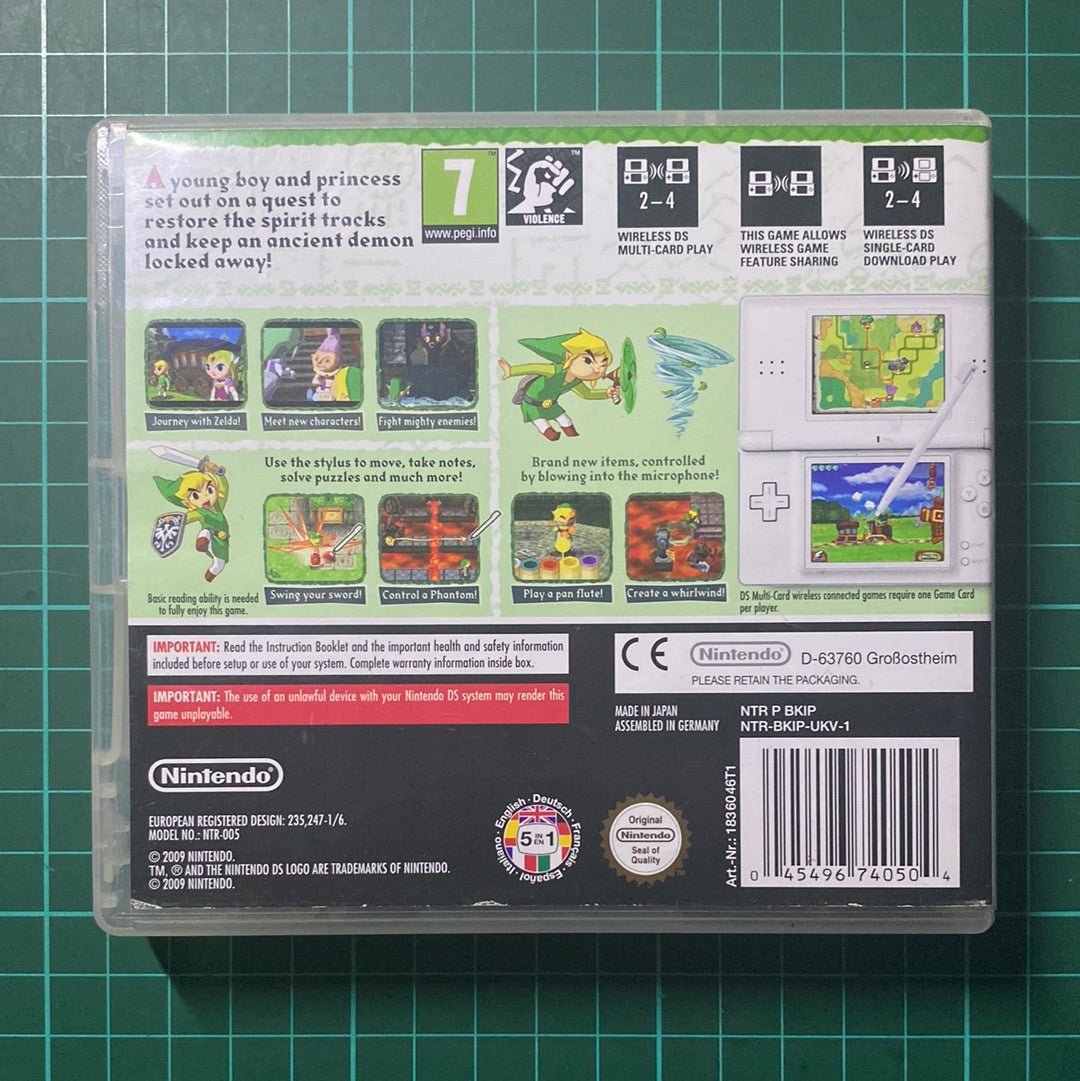 A young boy and princess
set out on a quest to
restore the spirit tracks
and keep an ancient demon
locked away!
7
™
www.pegi.info
™
VIOLENCE
2-4
WIRELESS DS
MULTI-CARD PLAY
THIS GAME ALLOWS
WIRELESS GAME
FEATURE SHARING
2-4
WIRELESS DS
SINGLE-CARD
DOWNLOAD PLAY
Journey with Zelda!
Meet new characters!
Fight mighty enemies!
Use the stylus to move, take notes,
solve puzzles and much more!
Swing your sword!
Control a Phantom!
Basic reading ability is needed
to fully enjoy this game.
Brand new items, controlled
by blowing into the microphone!
Play a pan flute!
Create a whirlwind!
X
Y
B
START
SELECT
DS Multi-Card wireless connected games require one Game Card
per player.
IMPORTANT: Read the Instruction Booklet and the important health and safety information
included before setup or use of your system. Complete warranty information inside box.
IMPORTANT: The use of an unlawful device with your Nintendo DS system may render this
game unplayable.
CE
Nintendo®
D-63760 Großostheim
PLEASE RETAIN THE PACKAGING.
MADE IN JAPAN
ASSEMBLED IN GERMANY
NTR P BKIP
NTR-BKIP-UKV-1
Nintendo®
EUROPEAN REGISTERED DESIGN: 235,247-1/6.
MODEL NO.: NTR-005
© 2009 NINTENDO.
TM, ® AND THE NINTENDO DS LOGO ARE TRADEMARKS OF NINTENDO.
© 2009 NINTENDO.
English · Deutsch · Français · Español · Italiano ·
5 IN EN 1
Original
Nintendo®
Seal of
Quality
Art.-Nr.: 1836046T1
0 45496 74050 4